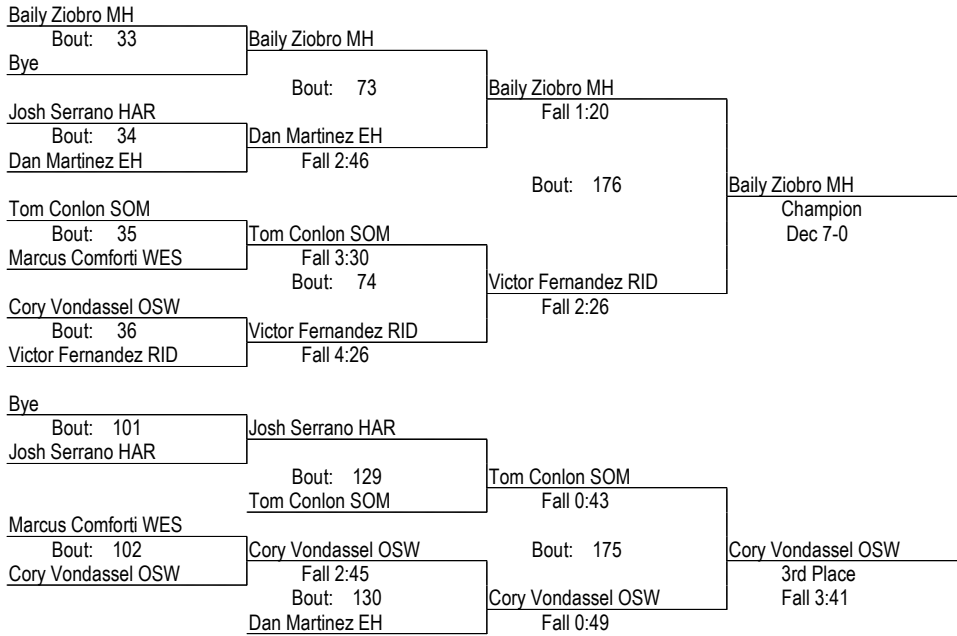 Baily Ziobro MH
Bout: 33
Baily Ziobro MH
Bye
Bout: 73
Baily Ziobro MH
Josh Serrano HAR
Fall 1:20
Bout: 34
Dan Martinez EH
Dan Martinez EH
Fall 2:46
Bout: 176
Baily Ziobro MH
Tom Conlon SOM
Champion
Bout: 35
Tom Conlon SOM
Dec 7-0
Marcus Comforti WES
Fall 3:30
Bout: 74
Victor Fernandez RID
Cory Vondassel OSW
Fall 2:26
Bout: 36
Victor Fernandez RID
Victor Fernandez RID
Fall 4:26
Bye
Bout: 101
Josh Serrano HAR
Josh Serrano HAR
Bout: 129
Tom Conlon SOM
Tom Conlon SOM
Fall 0:43
Marcus Comforti WES
Bout: 102
Cory Vondassel OSW
Bout: 175
Cory Vondassel OSW
Cory Vondassel OSW
Fall 2:45
3rd Place
Bout: 130
Cory Vondassel OSW
Fall 3:41
Dan Martinez EH
Fall 0:49